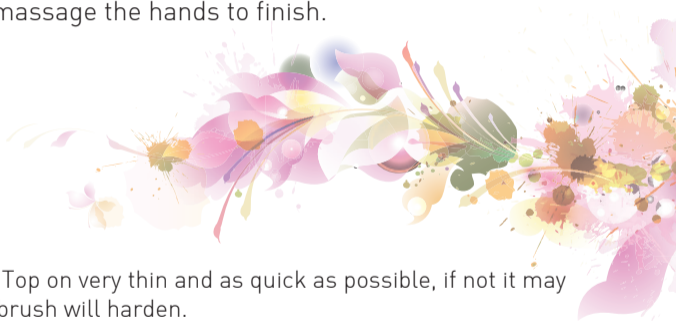 massage the hands to finish.
Top on very thin and as quick as possible, if not it may
brush will harden.